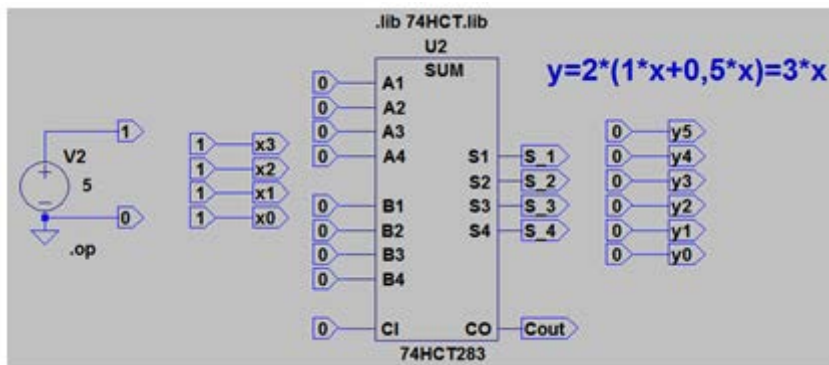 .lib 74HCT.lib
U2
SUM
y=2*(1*x+0,5*x)=3*x
1
V2
5
0
.op
1 x3
1 x2
1 x1
1 x0
0 A1
0 A2
0 A3
0 A4
0 B1
0 B2
0 B3
0 B4
0 CI
S1 S_1
S2 S_2
S3 S_3
S4 S_4
CO Cout
74HCT283
0 y5
0 y4
0 y3
0 y2
0 y1
0 y0